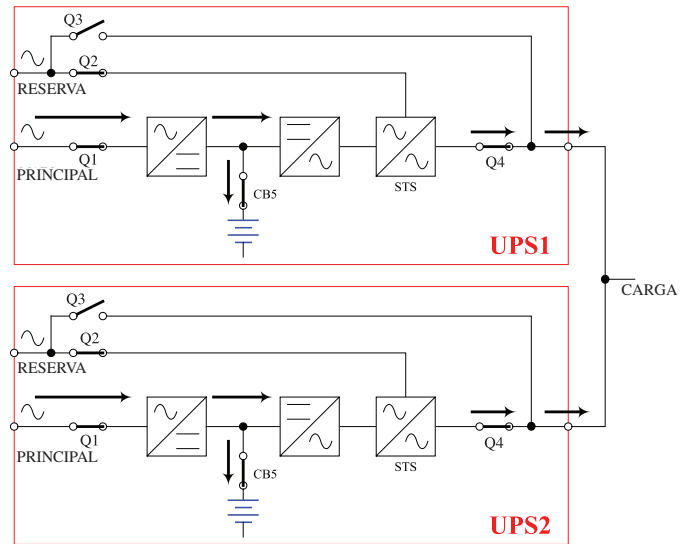 Q3
Q2
RESERVA
Q1
PRINCIPAL
CB5
STS
Q4
UPS1
CARGA
Q3
Q2
RESERVA
Q1
PRINCIPAL
CB5
STS
Q4
UPS2